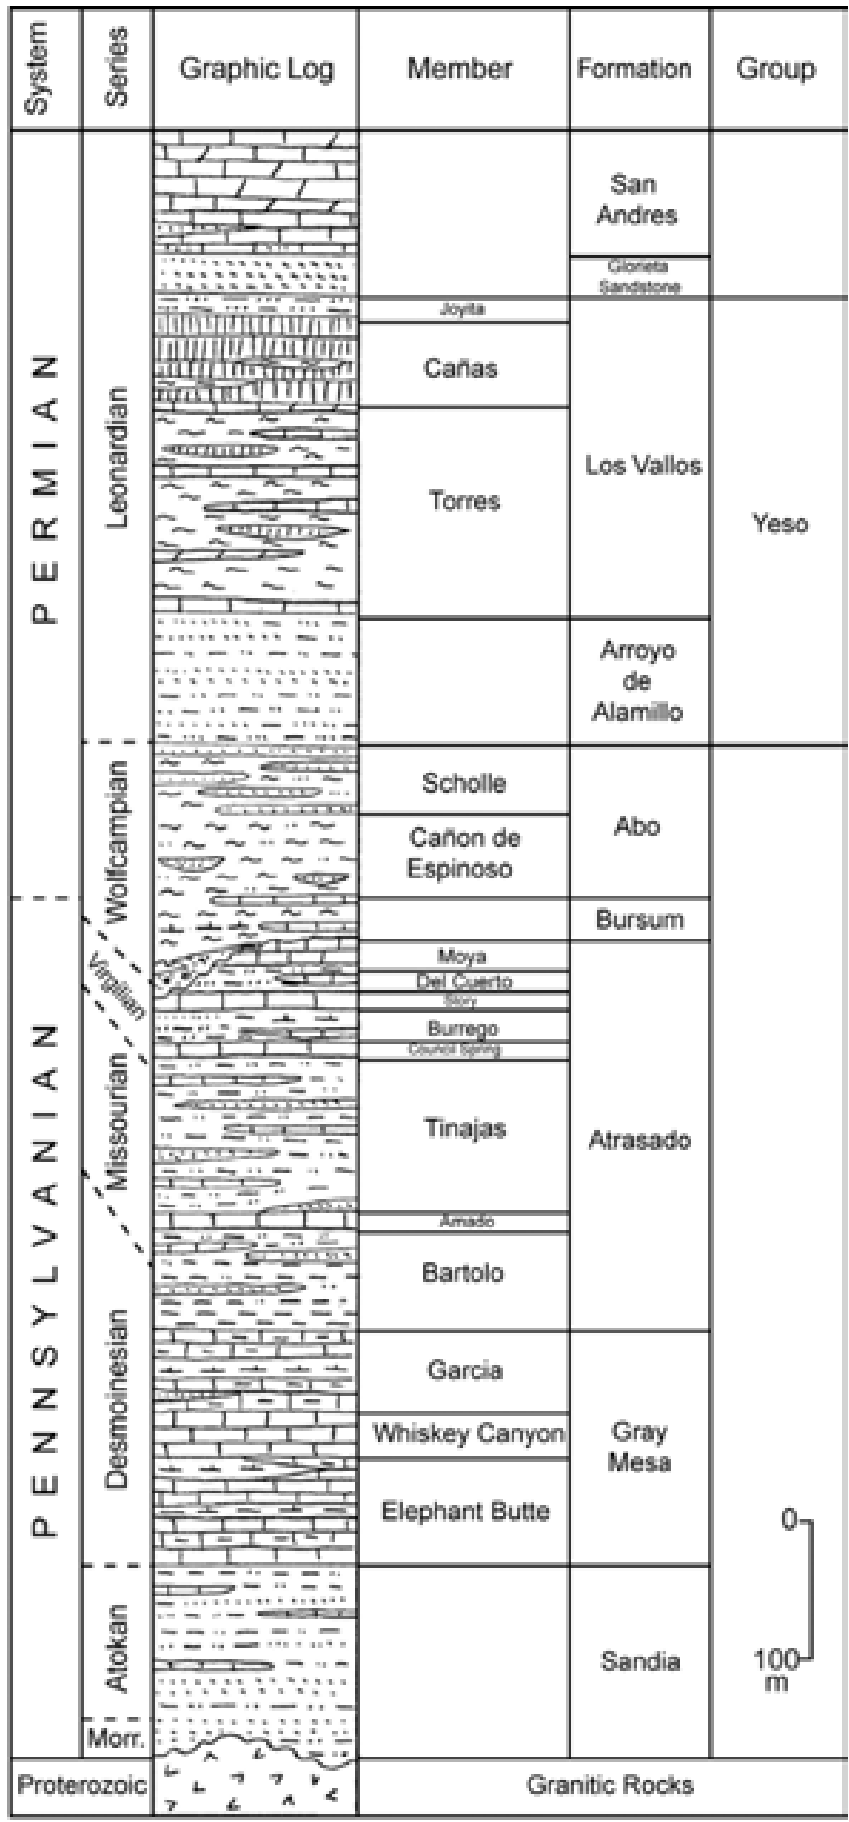 System
Series
Graphic Log
Member
Formation
Group
PERMIAN
PENNSYLVANIAN
Proterozoic
Leonardian
Wolfcampian
Virgilian
Missourian
Desmoinesian
Atokan
Morr.
Joyita
Cañas
Torres
Scholle
Cañon de
Espinoso
Moya
Del Cuerto
Story
Burrego
Council Spring
Tinajas
Amado
Bartolo
Garcia
Whiskey Canyon
Elephant Butte
San
Andres
Glorieta
Sandstone
Los Vallos
Arroyo
de
Alamillo
Abo
Bursum
Atrasado
Gray
Mesa
Sandia
Granitic Rocks
Yeso
0
100
m